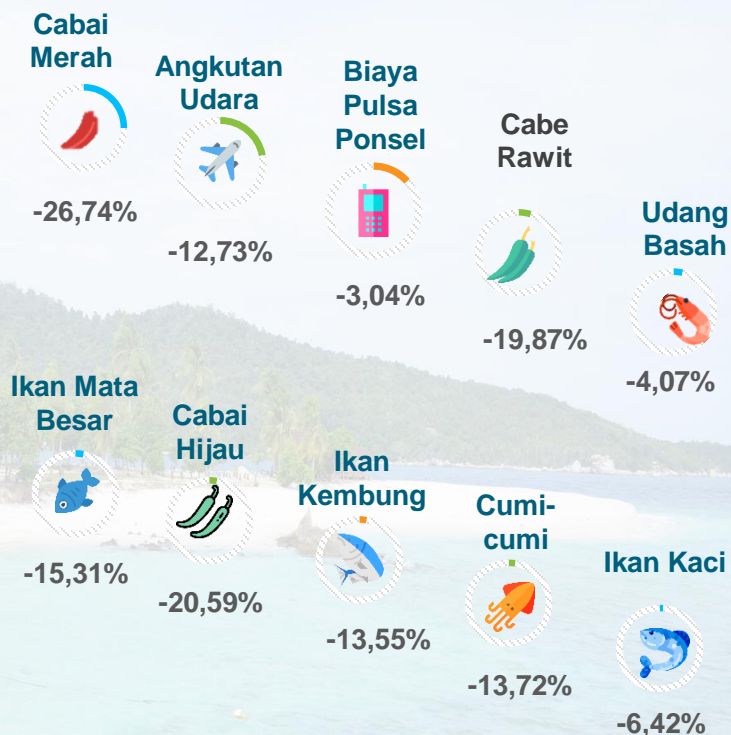 Cabai
Merah
-26,74%
Angkutan
Udara
-12,73%
Biaya
Pulsa
Ponsel
-3,04%
Cabe
Rawit
-19,87%
Udang
Basah
-4,07%
Ikan Mata
Besar
-15,31%
Cabai
Hijau
-20,59%
Ikan
Kembung
-13,55%
Cumi-
cumi
-13,72%
Ikan Kaci
-6,42%